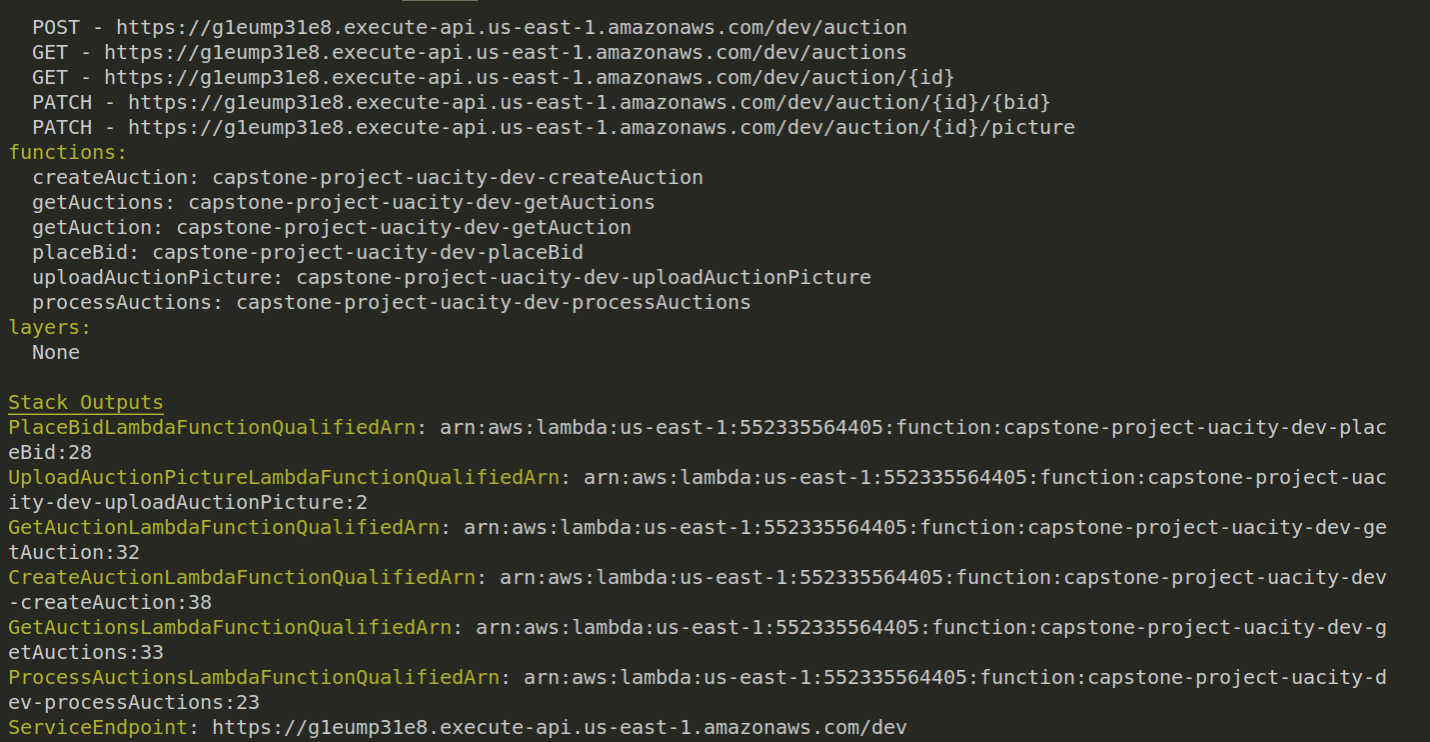 POST - https://g1eump31e8.execute-api.us-east-1.amazonaws.com/dev/auction
GET - https://g1eump31e8.execute-api.us-east-1.amazonaws.com/dev/auctions
GET - https://g1eump31e8.execute-api.us-east-1.amazonaws.com/dev/auction/{id}
PATCH - https://g1eump31e8.execute-api.us-east-1.amazonaws.com/dev/auction/{id}/{bid}
PATCH - https://g1eump31e8.execute-api.us-east-1.amazonaws.com/dev/auction/{id}/picture
functions:
createAuction: capstone-project-uacity-dev-createAuction
getAuctions: capstone-project-uacity-dev-getAuctions
getAuction: capstone-project-uacity-dev-getAuction
placeBid: capstone-project-uacity-dev-placeBid
uploadAuctionPicture: capstone-project-uacity-dev-uploadAuctionPicture
processAuctions: capstone-project-uacity-dev-processAuctions
layers:
None
Stack Outputs
PlaceBidLambdaFunctionQualifiedArn: arn:aws:lambda:us-east-1:552335564405:function:capstone-project-uacity-dev-plac
eBid:28
UploadAuctionPictureLambdaFunctionQualifiedArn: arn:aws:lambda:us-east-1:552335564405:function:capstone-project-uac
ity-dev-uploadAuctionPicture:2
GetAuctionLambdaFunctionQualifiedArn: arn:aws:lambda:us-east-1:552335564405:function:capstone-project-uacity-dev-ge
tAuction:32
CreateAuctionLambdaFunctionQualifiedArn: arn:aws:lambda:us-east-1:552335564405:function:capstone-project-uacity-dev
-createAuction:38
GetAuctionsLambdaFunctionQualifiedArn: arn:aws:lambda:us-east-1:552335564405:function:capstone-project-uacity-dev-g
etAuctions:33
ProcessAuctionsLambdaFunctionQualifiedArn: arn:aws:lambda:us-east-1:552335564405:function:capstone-project-uacity-d
ev-processAuctions:23
ServiceEndpoint: https://g1eump31e8.execute-api.us-east-1.amazonaws.com/dev